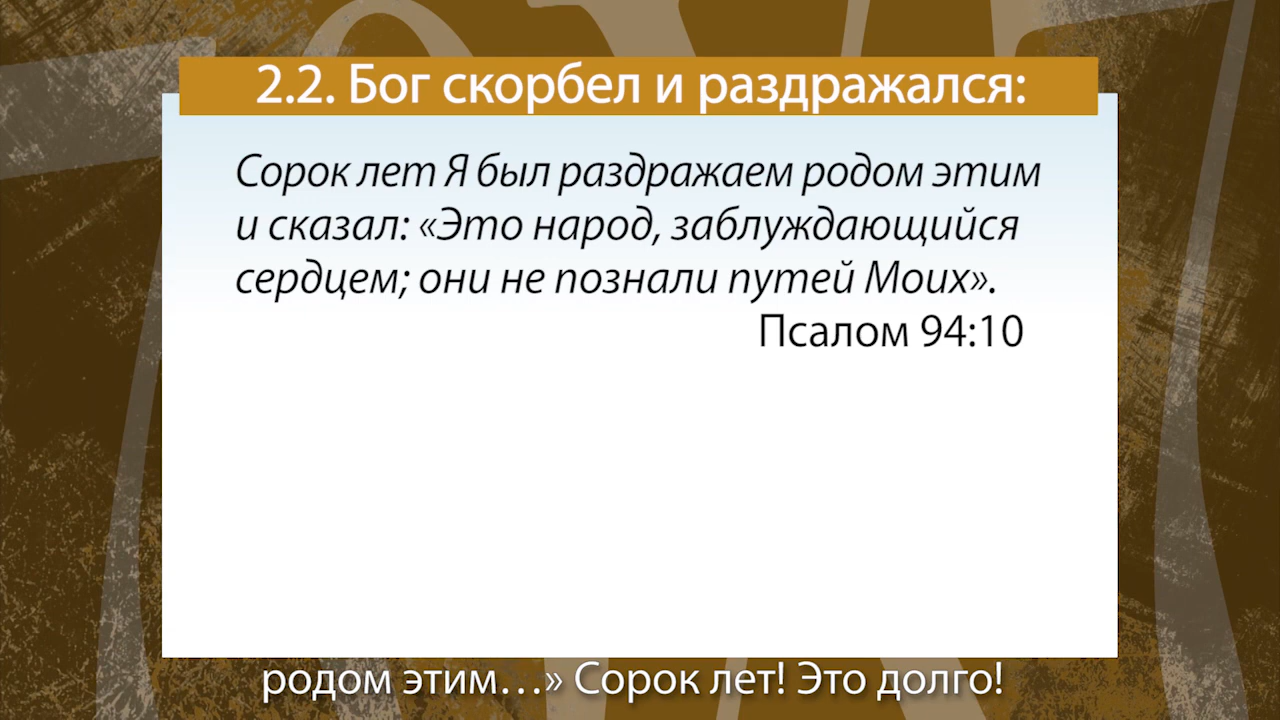 2.2. Бог скорбел и раздражался:
Сорок лет Я был раздражаем родом этим
и сказал: «Это народ, заблуждающийся
сердцем; они не познали путей Моих».
Псалом 94:10
родом этим…» Сорок лет! Это долго!